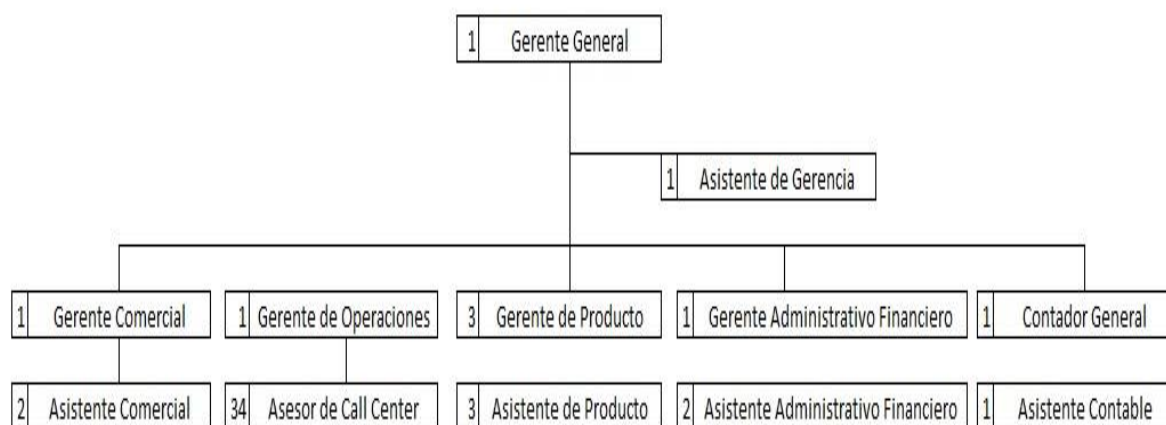 1 Gerente General
1 Asistente de Gerencia
1 Gerente Comercial
1 Gerente de Operaciones
3 Gerente de Producto
1 Gerente Administrativo Financiero
1 Contador General
2 Asistente Comercial
34 Asesor de Call Center
3 Asistente de Producto
2 Asistente Administrativo Financiero
1 Asistente Contable